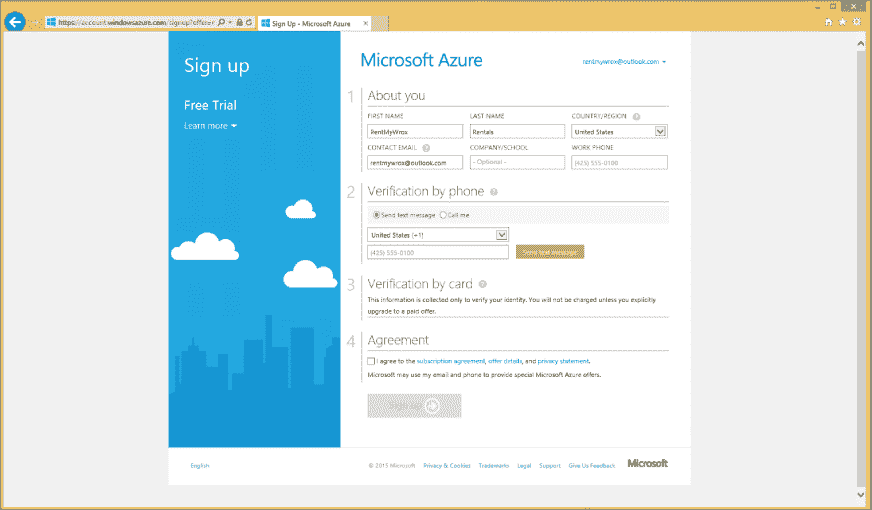 https://account.windowsazure.com/signup?offer=
Sign Up - Microsoft Azure
Sign up
Free Trial
Learn more
Microsoft Azure
rentmywrox@outlook.com
1 About you
FIRST NAME LAST NAME COUNTRY/REGION ?
RentMyWrox Rentals United States
CONTACT EMAIL ? COMPANY/SCHOOL WORK PHONE
rentmywrox@outlook.com - Optional - (425) 555-0100
2 Verification by phone ?
Send text message Call me
United States (+1)
(425) 555-0100 Send text message
3 Verification by card ?
This information is collected only to verify your identity. You will not be charged unless you explicitly
upgrade to a paid offer.
4 Agreement
I agree to the subscription agreement, offer details, and privacy statement.
Microsoft may use my email and phone to provide special Microsoft Azure offers.
Sign up
English © 2015 Microsoft Privacy & Cookies Trademarks Legal Support Give Us Feedback Microsoft